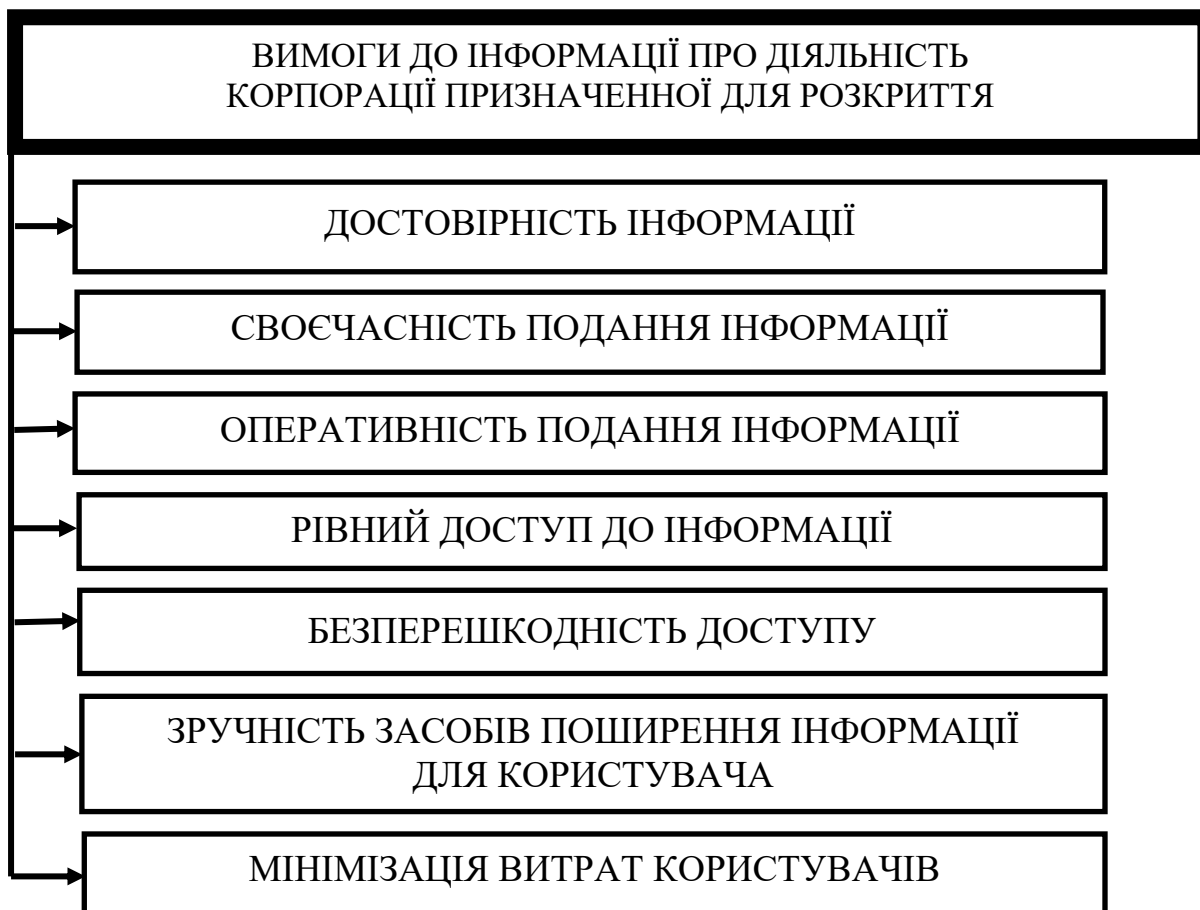 ВИМОГИ ДО ІНФОРМАЦІЇ ПРО ДІЯЛЬНІСТЬ
КОРПОРАЦІЇ ПРИЗНАЧЕННОЇ ДЛЯ РОЗКРИТТЯ
ДОСТОВІРНІСТЬ ІНФОРМАЦІЇ
СВОЄЧАСНІСТЬ ПОДАННЯ ІНФОРМАЦІЇ
ОПЕРАТИВНІСТЬ ПОДАННЯ ІНФОРМАЦІЇ
РІВНИЙ ДОСТУП ДО ІНФОРМАЦІЇ
БЕЗПЕРЕШКОДНІСТЬ ДОСТУПУ
ЗРУЧНІСТЬ ЗАСОБІВ ПОШИРЕННЯ ІНФОРМАЦІЇ
ДЛЯ КОРИСТУВАЧА
МІНІМІЗАЦІЯ ВИТРАТ КОРИСТУВАЧІВ